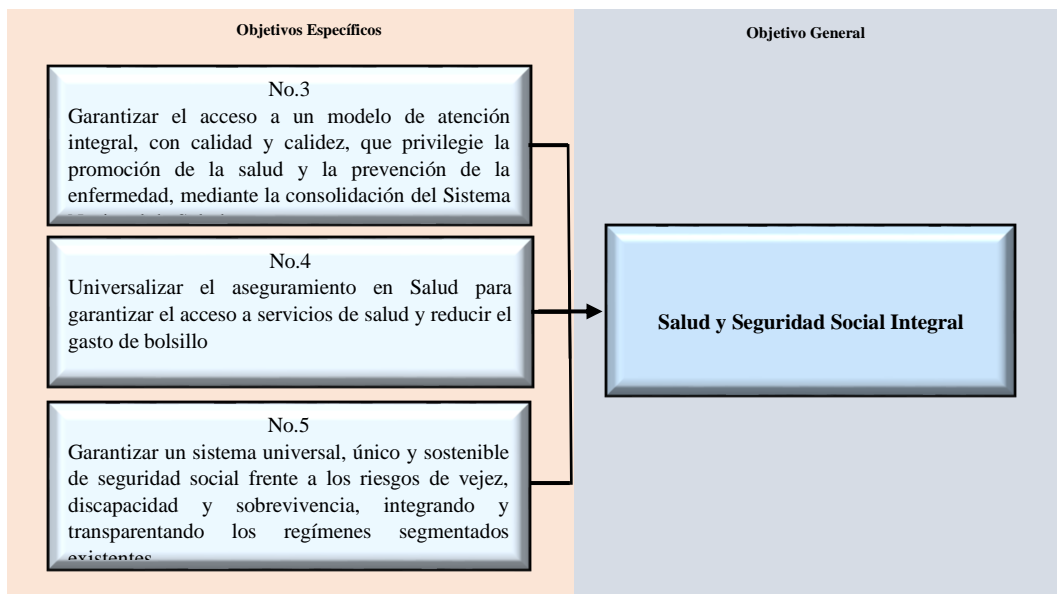 Objetivos Específicos
Objetivo General
No.3
Garantizar el acceso a un modelo de atención
integral, con calidad y calidez, que privilegie la
promoción de la salud y la prevención de la
enfermedad, mediante la consolidación del Sistema
No.4
Universalizar el aseguramiento en Salud para
garantizar el acceso a servicios de salud y reducir el
gasto de bolsillo
No.5
Garantizar un sistema universal, único y sostenible
de seguridad social frente a los riesgos de vejez,
discapacidad y sobrevivencia, integrando y
transparentando los regímenes segmentados
existentes
Salud y Seguridad Social Integral